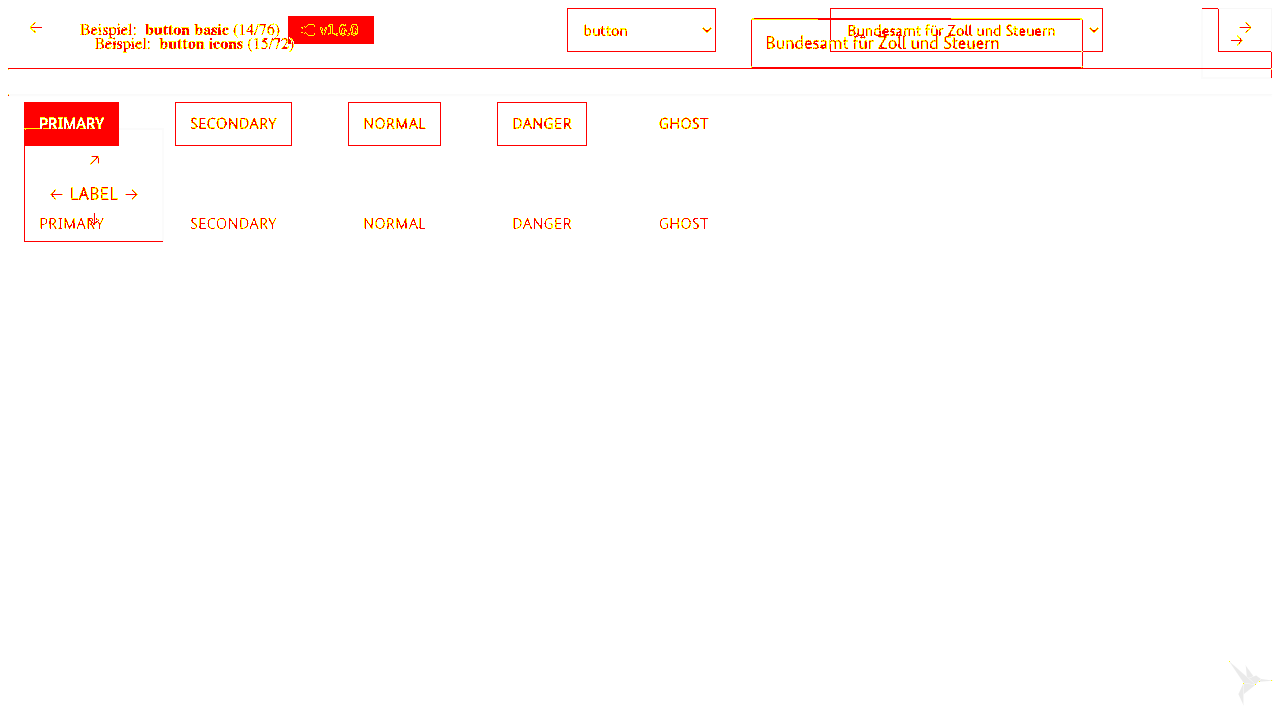 ← Beispiel: button basic (14/76) v1.6.0 button Bundesamt für Zoll und Steuern →
Beispiel: button icons (15/72) Bundesamt für Zoll und Steuern →
PRIMARY SECONDARY NORMAL DANGER GHOST
← LABEL →
PRIMARY SECONDARY NORMAL DANGER GHOST